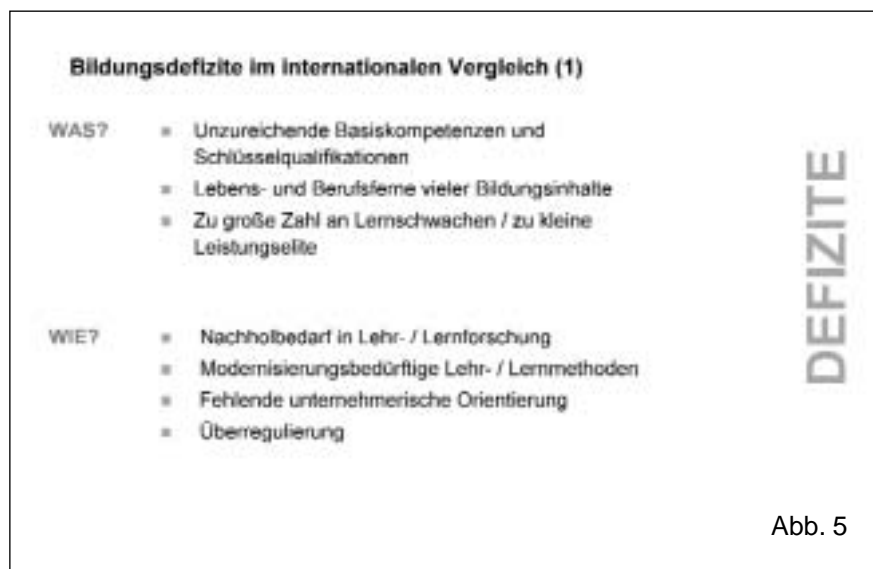 Bildungsdefizite im internationalen Vergleich (1)
WAS?
Unzureichende Basiskompetenzen und
Schlüsselqualifikationen
Lebens- und Berufsferne vieler Bildungsinhalte
Zu große Zahl an Lernschwachen / zu kleine
Leistungselite
WIE?
Nachholbedarf in Lehr- / Lernforschung
Modernisierungsbedürftige Lehr- / Lernmethoden
Fehlende unternehmerische Orientierung
Überregulierung
DEFIZITE
Abb. 5